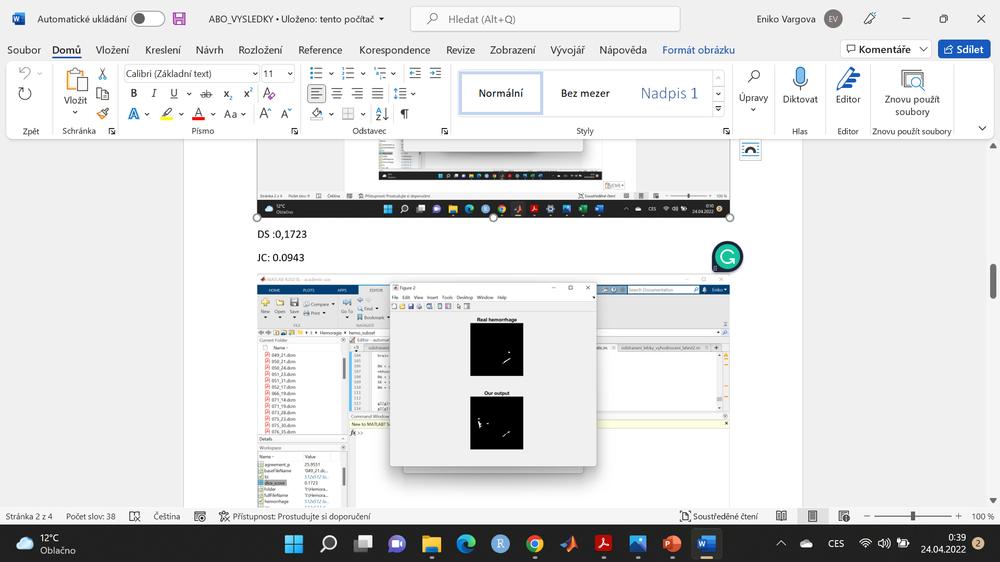 Automatické ukládání
ABO_VYSLEDKY • Uloženo: tento počítač
Hledat (Alt+Q)
Eniko Vargova
EV
Soubor Domů Vložení Kreslení Návrh Rozložení Reference Korespondence Revize Zobrazení Vývojář Nápověda Formát obrázku
Komentáře
Sdílet
Vložit
Calibri (Základní text) 11
Normální
Bez mezer
Nadpis 1
Úpravy
Diktovat
Editor
Znovu použít
soubory
Zpět Schránka Písmo Odstavec Styly Hlas Editor Znovu použít soubory
agreement_p
baseFileName
bi
dice_score
folder
fullFileName
hemorrhage
(Ctrl)
Stránka 2 z 4 Počet slov: 9 Čeština Přístupnost: Prostudujte si doporučení Soustředěné čtení 100 %
12°C
Oblačno
CES
0:10
24.04.2022
2
DS :0,1723
JC: 0.0943
MATLAB R2021b - academic use
HOME PLOTS APPS EDITOR
Search Documentation
Eniko
New Open Save Compare Print Go To Find Bookmark
FILE NAVIGATE
I: Hemoragie hemo_subset
Current Folder
Name
049_21.dcm
050_21.dcm
050_24.dcm
051_23.dcm
051_31.dcm
052_17.dcm
066_19.dcm
071_14.dcm
071_19.dcm
073_28.dcm
075_23.dcm
075_30.dcm
076_35.dcm
Details
Workspace
Name Value
agreement_p 25.9551
baseFileName '049_21.dc...
bi 512x512 lo...
dice_score 0.1723
folder 'I:\Hemora...
fullFileName 'I:\Hemora...
hemorrhage 512x512 lo...
Editor - automat
+9 odstraneni
tic.m odstraneni_lebky_vyhodnoceni_latest2.m
104 brain
105
106 BW =
107 nbhood
108 BW = i
109 SE = s
110 BW = i
111
112
113 gI(gI<
114 gI(gI
Command Window
New to MATLAB? Se
fx >>
Figure 2
File Edit View Insert Tools Desktop Window Help
Real hemorrhage
Our output
Stránka 2 z 4 Počet slov: 38 Čeština Přístupnost: Prostudujte si doporučení Soustředěné čtení 100 %
12°C
Oblačno
CES
0:39
24.04.2022
2